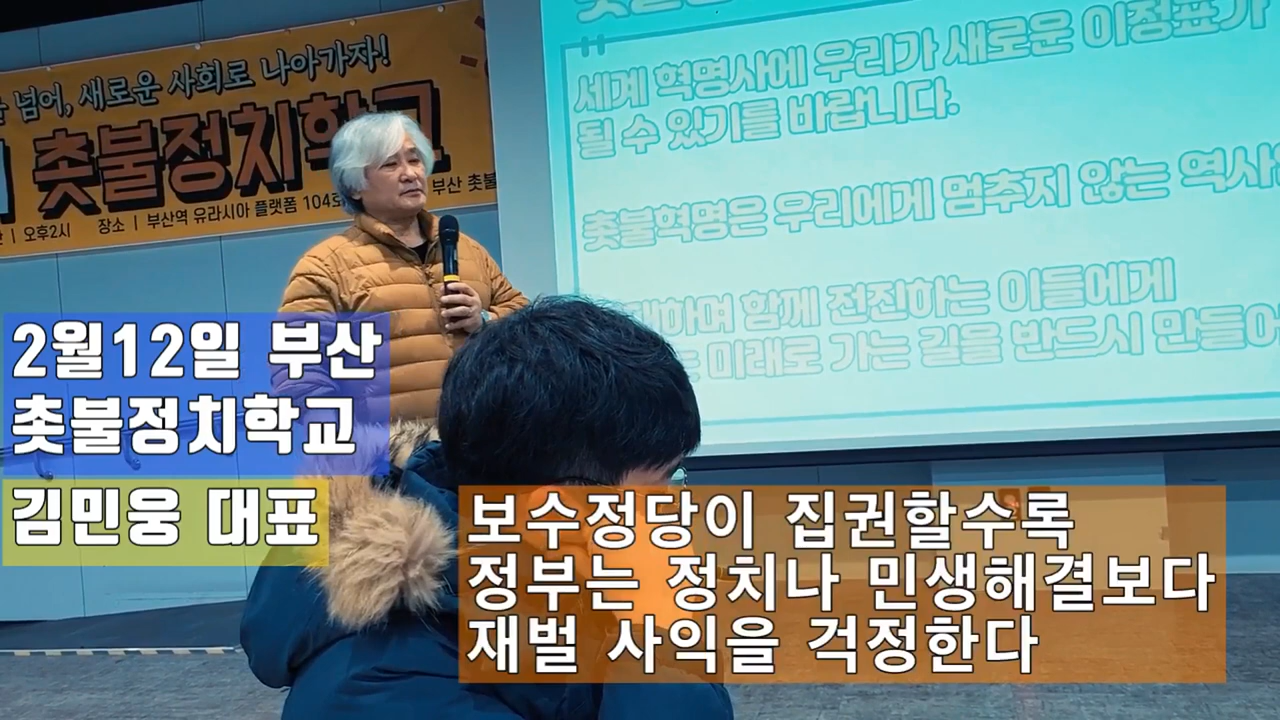 넘어, 새로운 사회로 나아가자!
촛불정치학교
오후2시 장소 | 부산역 유라시아 플랫폼 104호
부산 촛불
세계 혁명사에 우리가 새로운 이정표가
될 수 있기를 바랍니다.
촛불혁명은 우리에게 멈추지 않는
함께 전진하는 이들에게
미래로 가는 길을 반드시
2월12일 부산
촛불정치학교
김민웅 대표
보수정당이 집권할수록
정부는 정치나 민생해결보다
재벌 사익을 걱정한다